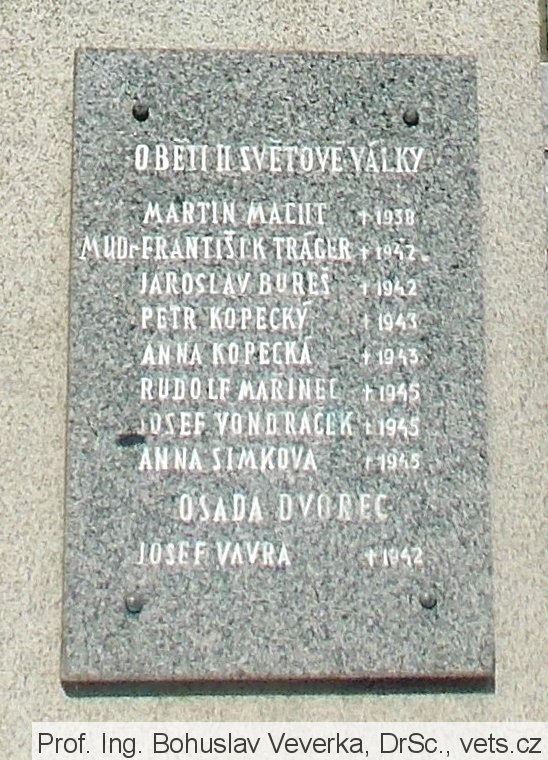 OBĚTI II SVĚTOVÉ VÁLKY
MARTIN MACHT † 1938
MUDr FRANTIŠEK TRÁGER † 1942
JAROSLAV BUREŠ † 1942
PETR KOPECKÝ † 1943
ANNA KOPECKÁ † 1943
RUDOLF MAŘINEC † 1945
JOSEF VONDRÁČEK † 1945
ANNA ŠIMKOVÁ † 1945
OSADA DVOREC
JOSEF VÁVRA † 1942
Prof. Ing. Bohuslav Veverka, DrSc., vets.cz